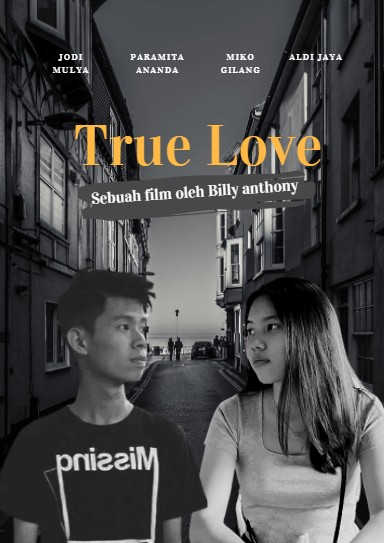 JODI MULYA
PARAMITA ANANDA
MIKO GILANG
ALDI JAYA
True Love
Sebuah film oleh Billy anthony
Missing